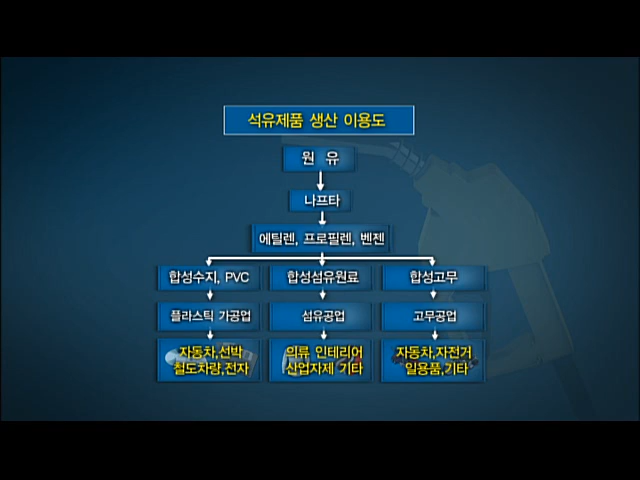 석유제품 생산 이용도
원 유
나프타
에틸렌, 프로필렌, 벤젠
합성수지, PVC
합성섬유원료
합성고무
플라스틱 가공업
섬유공업
고무공업
자동차,선박
철도차량,전자
의류 인테리어
산업자제 기타
자동차,자전거
일용품,기타